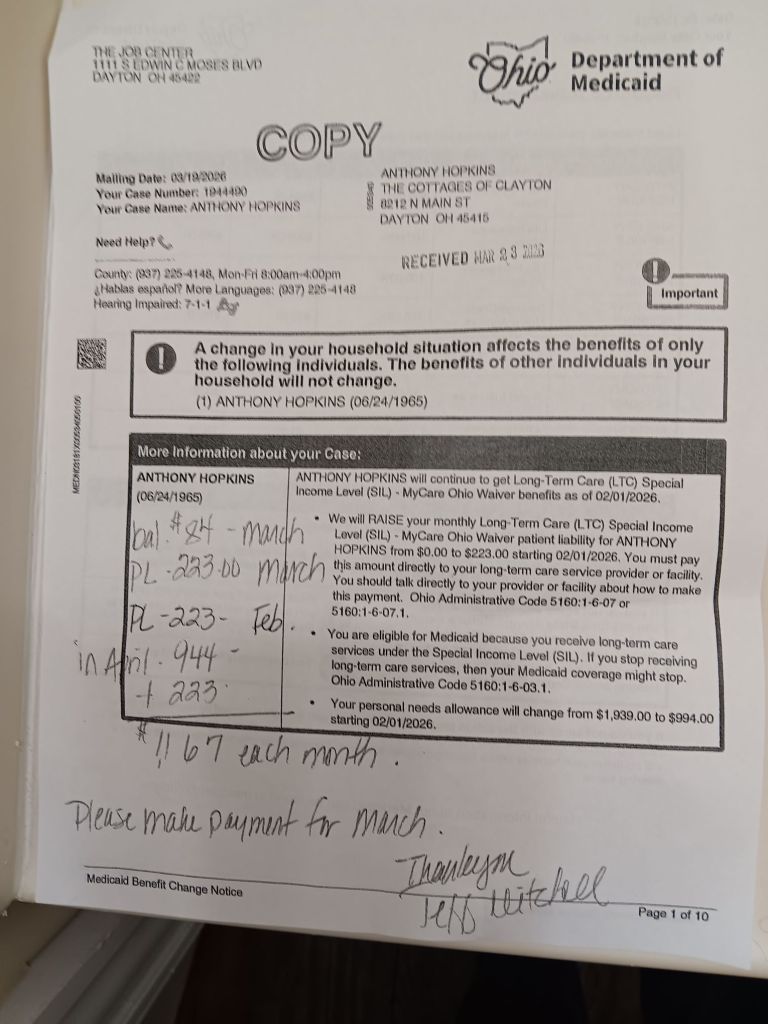 THE JOB CENTER
1111 S EDWIN C MOSES BLVD
DAYTON OH 45422
Ohio
Department of
Medicaid
COPY
Mailing Date: 03/19/2026
Your Case Number: 1944490
Your Case Name: ANTHONY HOPKINS
ANTHONY HOPKINS
THE COTTAGES OF CLAYTON
8212 N MAIN ST
DAYTON OH 45415
Need Help?
RECEIVED MAR 23 2026
County: (937) 225-4148, Mon-Fri 8:00am-4:00pm
¿Hablas español? More Languages: (937) 225-4148
Hearing Impaired: 7-1-1
Important
A change in your household situation affects the benefits of only
the following individuals. The benefits of other individuals in your
household will not change.
(1) ANTHONY HOPKINS (06/24/1965)
More Information about your Case:
ANTHONY HOPKINS
(06/24/1965)
bal. $84 - march
PL - 223.00 march
PL - 223 - Feb.
in April. 944 -
+ 223
ANTHONY HOPKINS will continue to get Long-Term Care (LTC) Special
Income Level (SIL) - MyCare Ohio Waiver benefits as of 02/01/2026.
• We will RAISE your monthly Long-Term Care (LTC) Special Income
Level (SIL) - MyCare Ohio Waiver patient liability for ANTHONY
HOPKINS from $0.00 to $223.00 starting 02/01/2026. You must pay
this amount directly to your long-term care service provider or facility.
You should talk directly to your provider or facility about how to make
this payment. Ohio Administrative Code 5160:1-6-07 or
5160:1-6-07.1.
• You are eligible for Medicaid because you receive long-term care
services under the Special Income Level (SIL). If you stop receiving
long-term care services, then your Medicaid coverage might stop.
Ohio Administrative Code 5160:1-6-03.1.
• Your personal needs allowance will change from $1,939.00 to $994.00
starting 02/01/2026.
$1167 each month.
Please make payment for march.
Thankyou
Jeff Mitchell
Medicaid Benefit Change Notice
Page 1 of 10